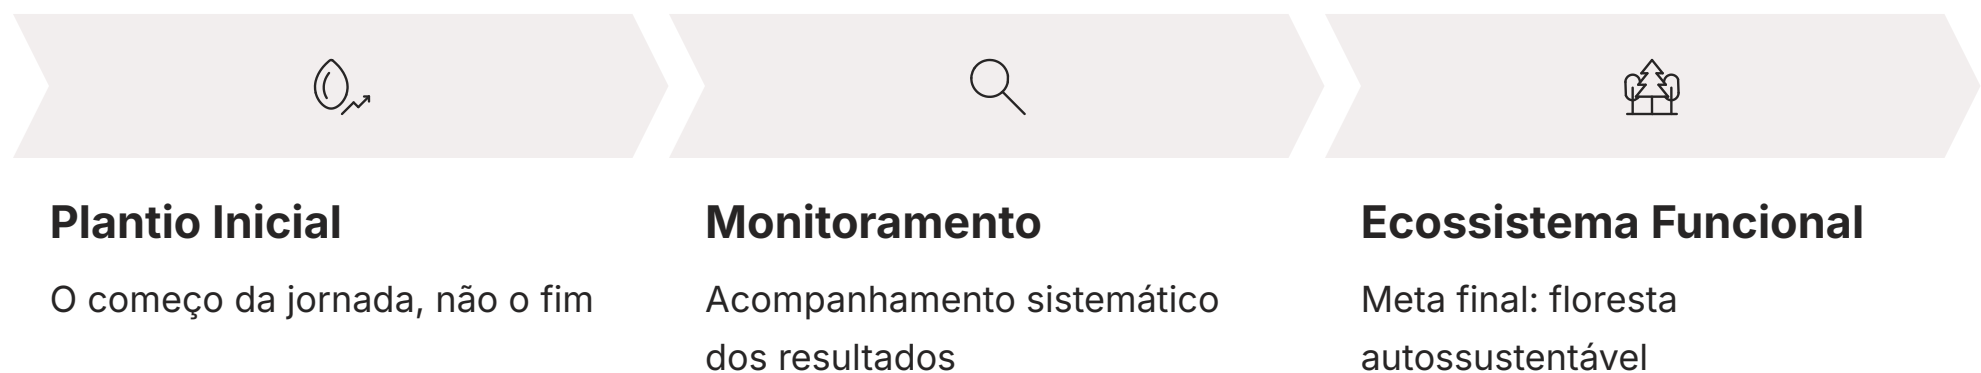 Plantio Inicial
O começo da jornada, não o fim
Monitoramento
Acompanhamento sistemático
dos resultados
Ecossistema Funcional
Meta final: floresta
autossustentável